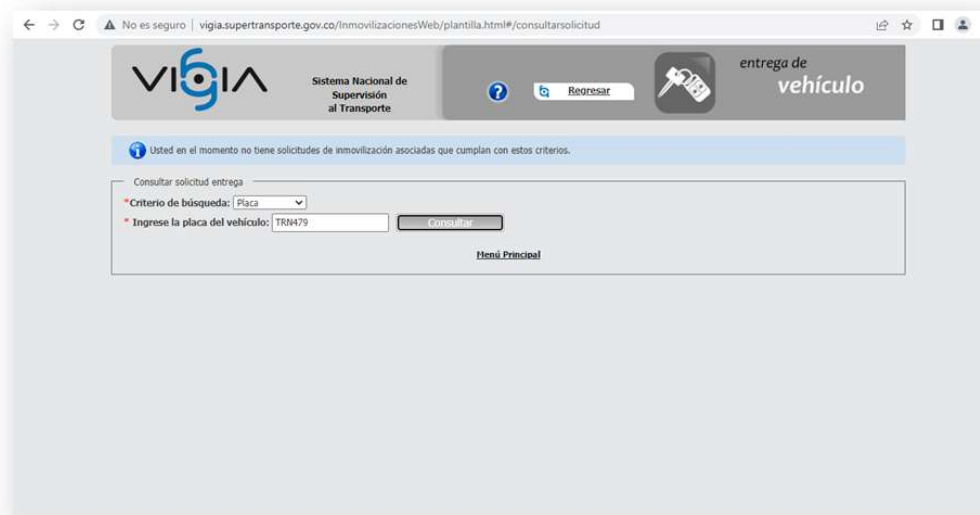 No es seguro | vigia.supertransporte.gov.co/InmovilizacionesWeb/plantilla.html#/consultarsolicitud
VIGIA
Sistema Nacional de
Supervisión
al Transporte
? Regresar
entrega de
vehículo
Usted en el momento no tiene solicitudes de inmovilización asociadas que cumplan con estos criterios.
Consultar solicitud entrega
*Criterio de búsqueda: Placa
* Ingrese la placa del vehículo: TRN479 Consultar
Menú Principal